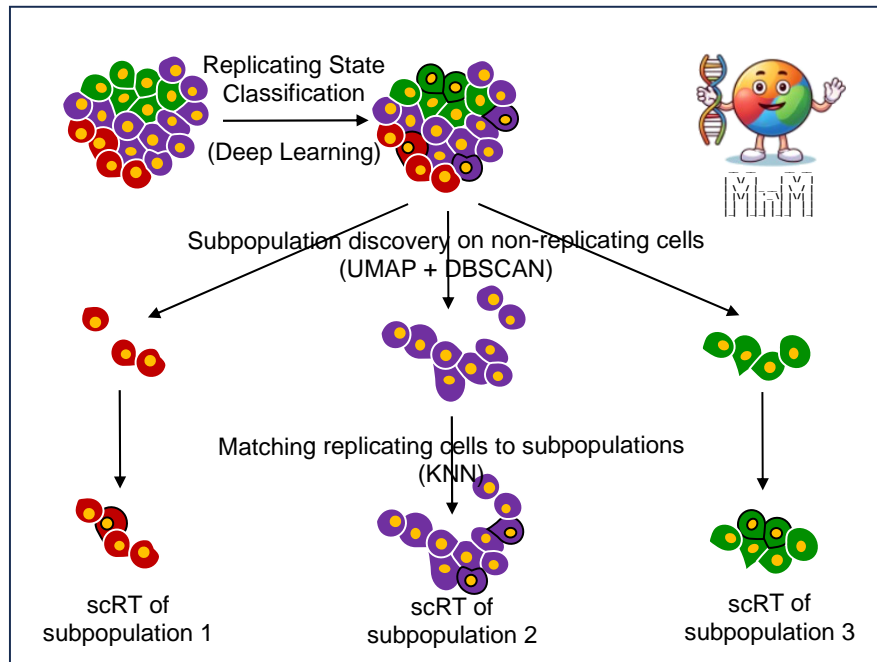 Replicating State
Classification
(Deep Learning)
MnM
Subpopulation discovery on non-replicating cells
(UMAP + DBSCAN)
Matching replicating cells to subpopulations
(KNN)
scRT of
subpopulation 1
scRT of
subpopulation 2
scRT of
subpopulation 3